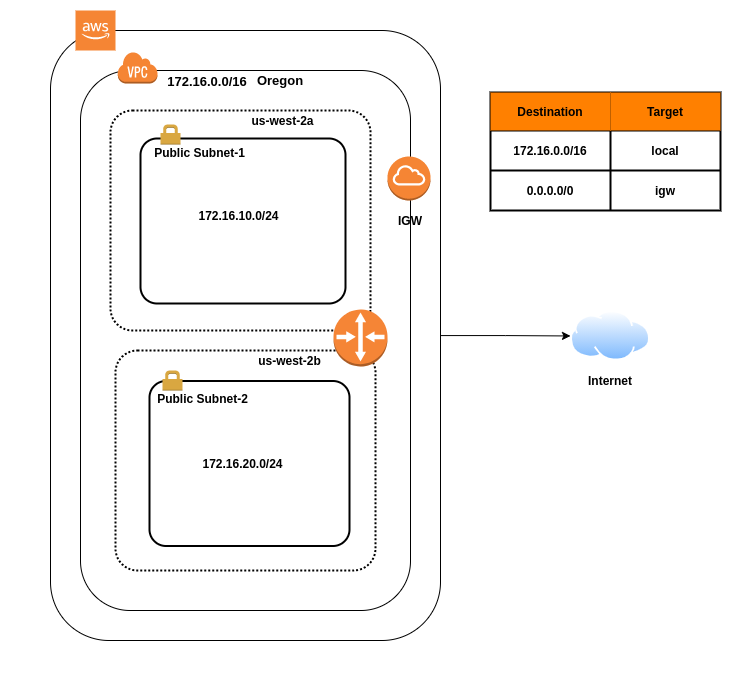 aws
VPC
172.16.0.0/16 Oregon
us-west-2a
Public Subnet-1
172.16.10.0/24
IGW
us-west-2b
Public Subnet-2
172.16.20.0/24
Destination Target
172.16.0.0/16 local
0.0.0.0/0 igw
Internet